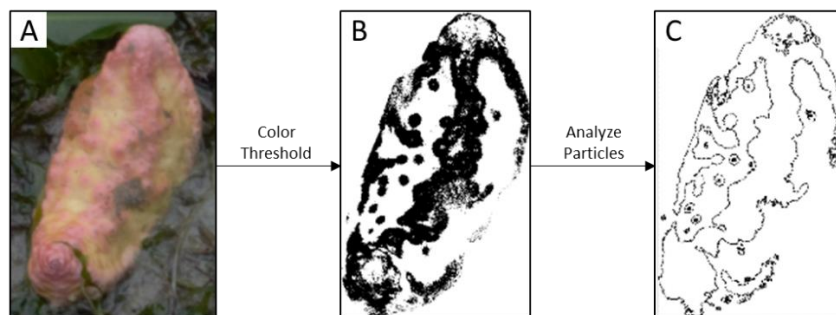 A
B
C
Color
Threshold
Analyze
Particles